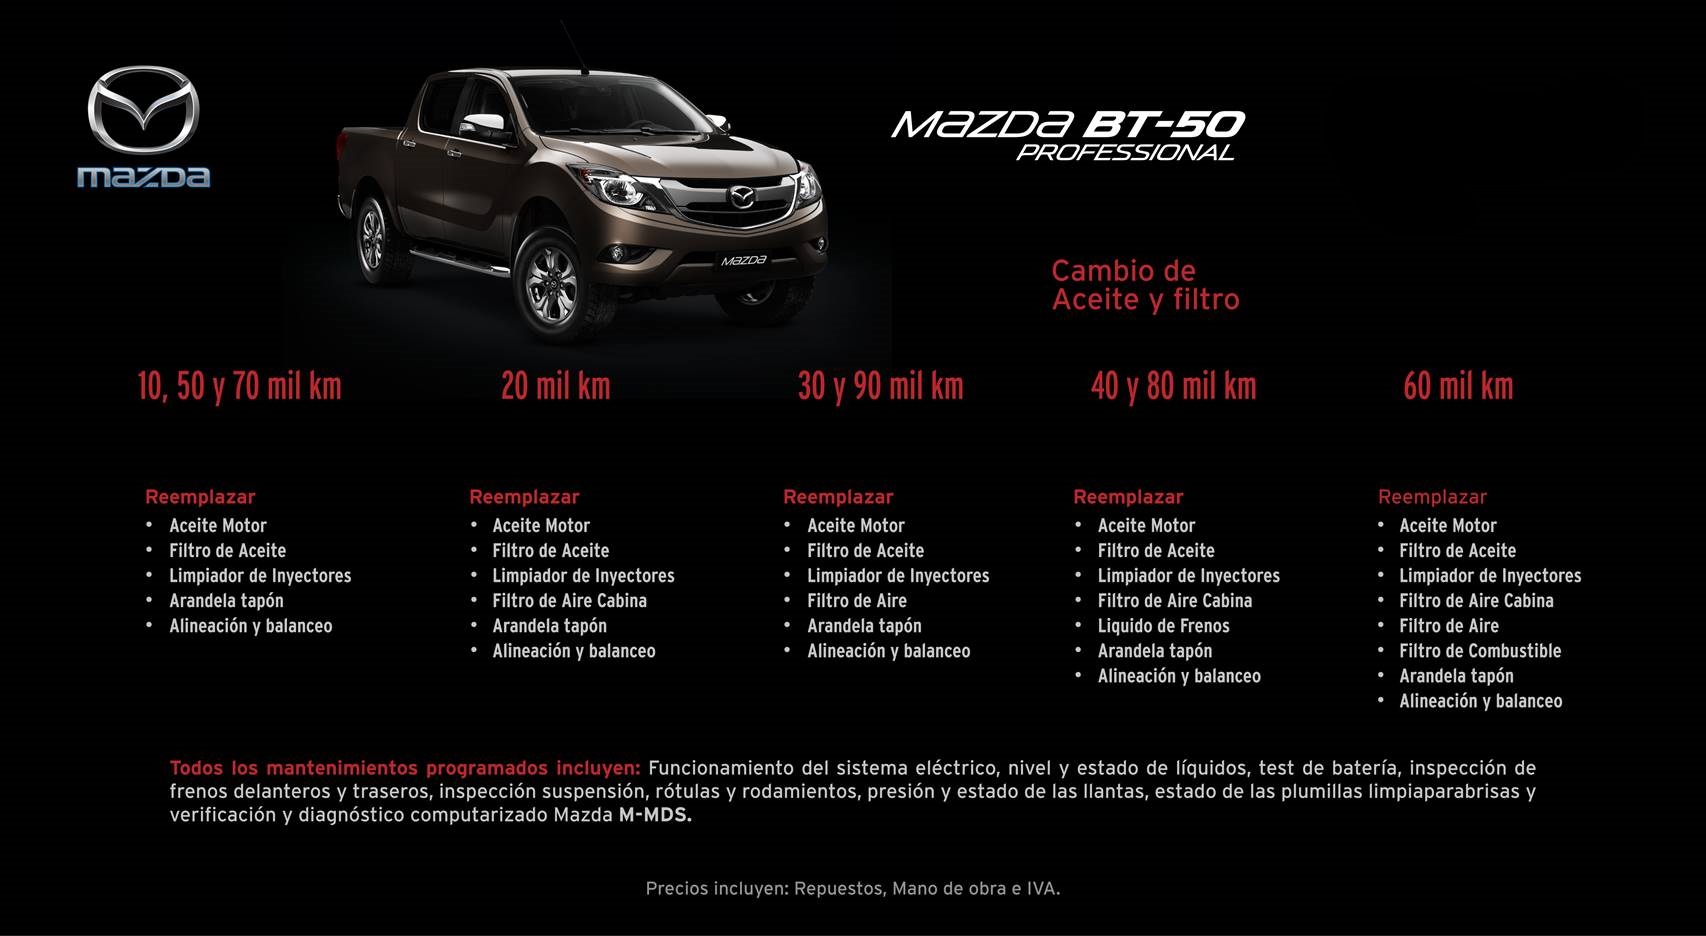 mazda
Mazda BT-50
PROFESSIONAL
mazda
Cambio de
Aceite y filtro
10, 50 y 70 mil km
Reemplazar
• Aceite Motor
• Filtro de Aceite
• Limpiador de Inyectores
• Arandela tapón
• Alineación y balanceo
20 mil km
Reemplazar
• Aceite Motor
• Filtro de Aceite
• Limpiador de Inyectores
• Filtro de Aire Cabina
• Arandela tapón
• Alineación y balanceo
30 y 90 mil km
Reemplazar
• Aceite Motor
• Filtro de Aceite
• Limpiador de Inyectores
• Filtro de Aire
• Arandela tapón
• Alineación y balanceo
40 y 80 mil km
Reemplazar
• Aceite Motor
• Filtro de Aceite
• Limpiador de Inyectores
• Filtro de Aire Cabina
• Liquido de Frenos
• Arandela tapón
• Alineación y balanceo
60 mil km
Reemplazar
• Aceite Motor
• Filtro de Aceite
• Limpiador de Inyectores
• Filtro de Aire Cabina
• Filtro de Aire
• Filtro de Combustible
• Arandela tapón
• Alineación y balanceo
Todos los mantenimientos programados incluyen: Funcionamiento del sistema eléctrico, nivel y estado de líquidos, test de batería, inspección de
frenos delanteros y traseros, inspección suspensión, rótulas y rodamientos, presión y estado de las llantas, estado de las plumillas limpiaparabrisas y
verificación y diagnóstico computarizado Mazda M-MDS.
Precios incluyen: Repuestos, Mano de obra e IVA.